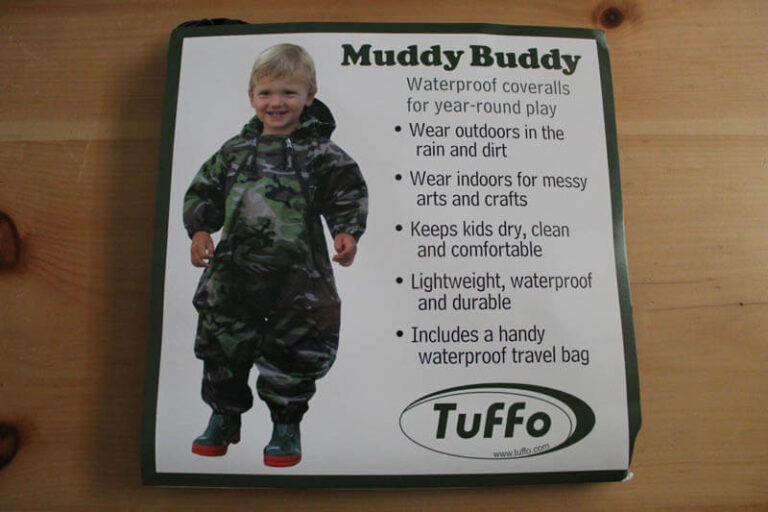 Muddy Buddy
Waterproof coveralls
for year-round play
• Wear outdoors in the
rain and dirt
• Wear indoors for messy
arts and crafts
• Keeps kids dry, clean
and comfortable
• Lightweight, waterproof
and durable
• Includes a handy
waterproof travel bag
Tuffo
www.tuffo.com